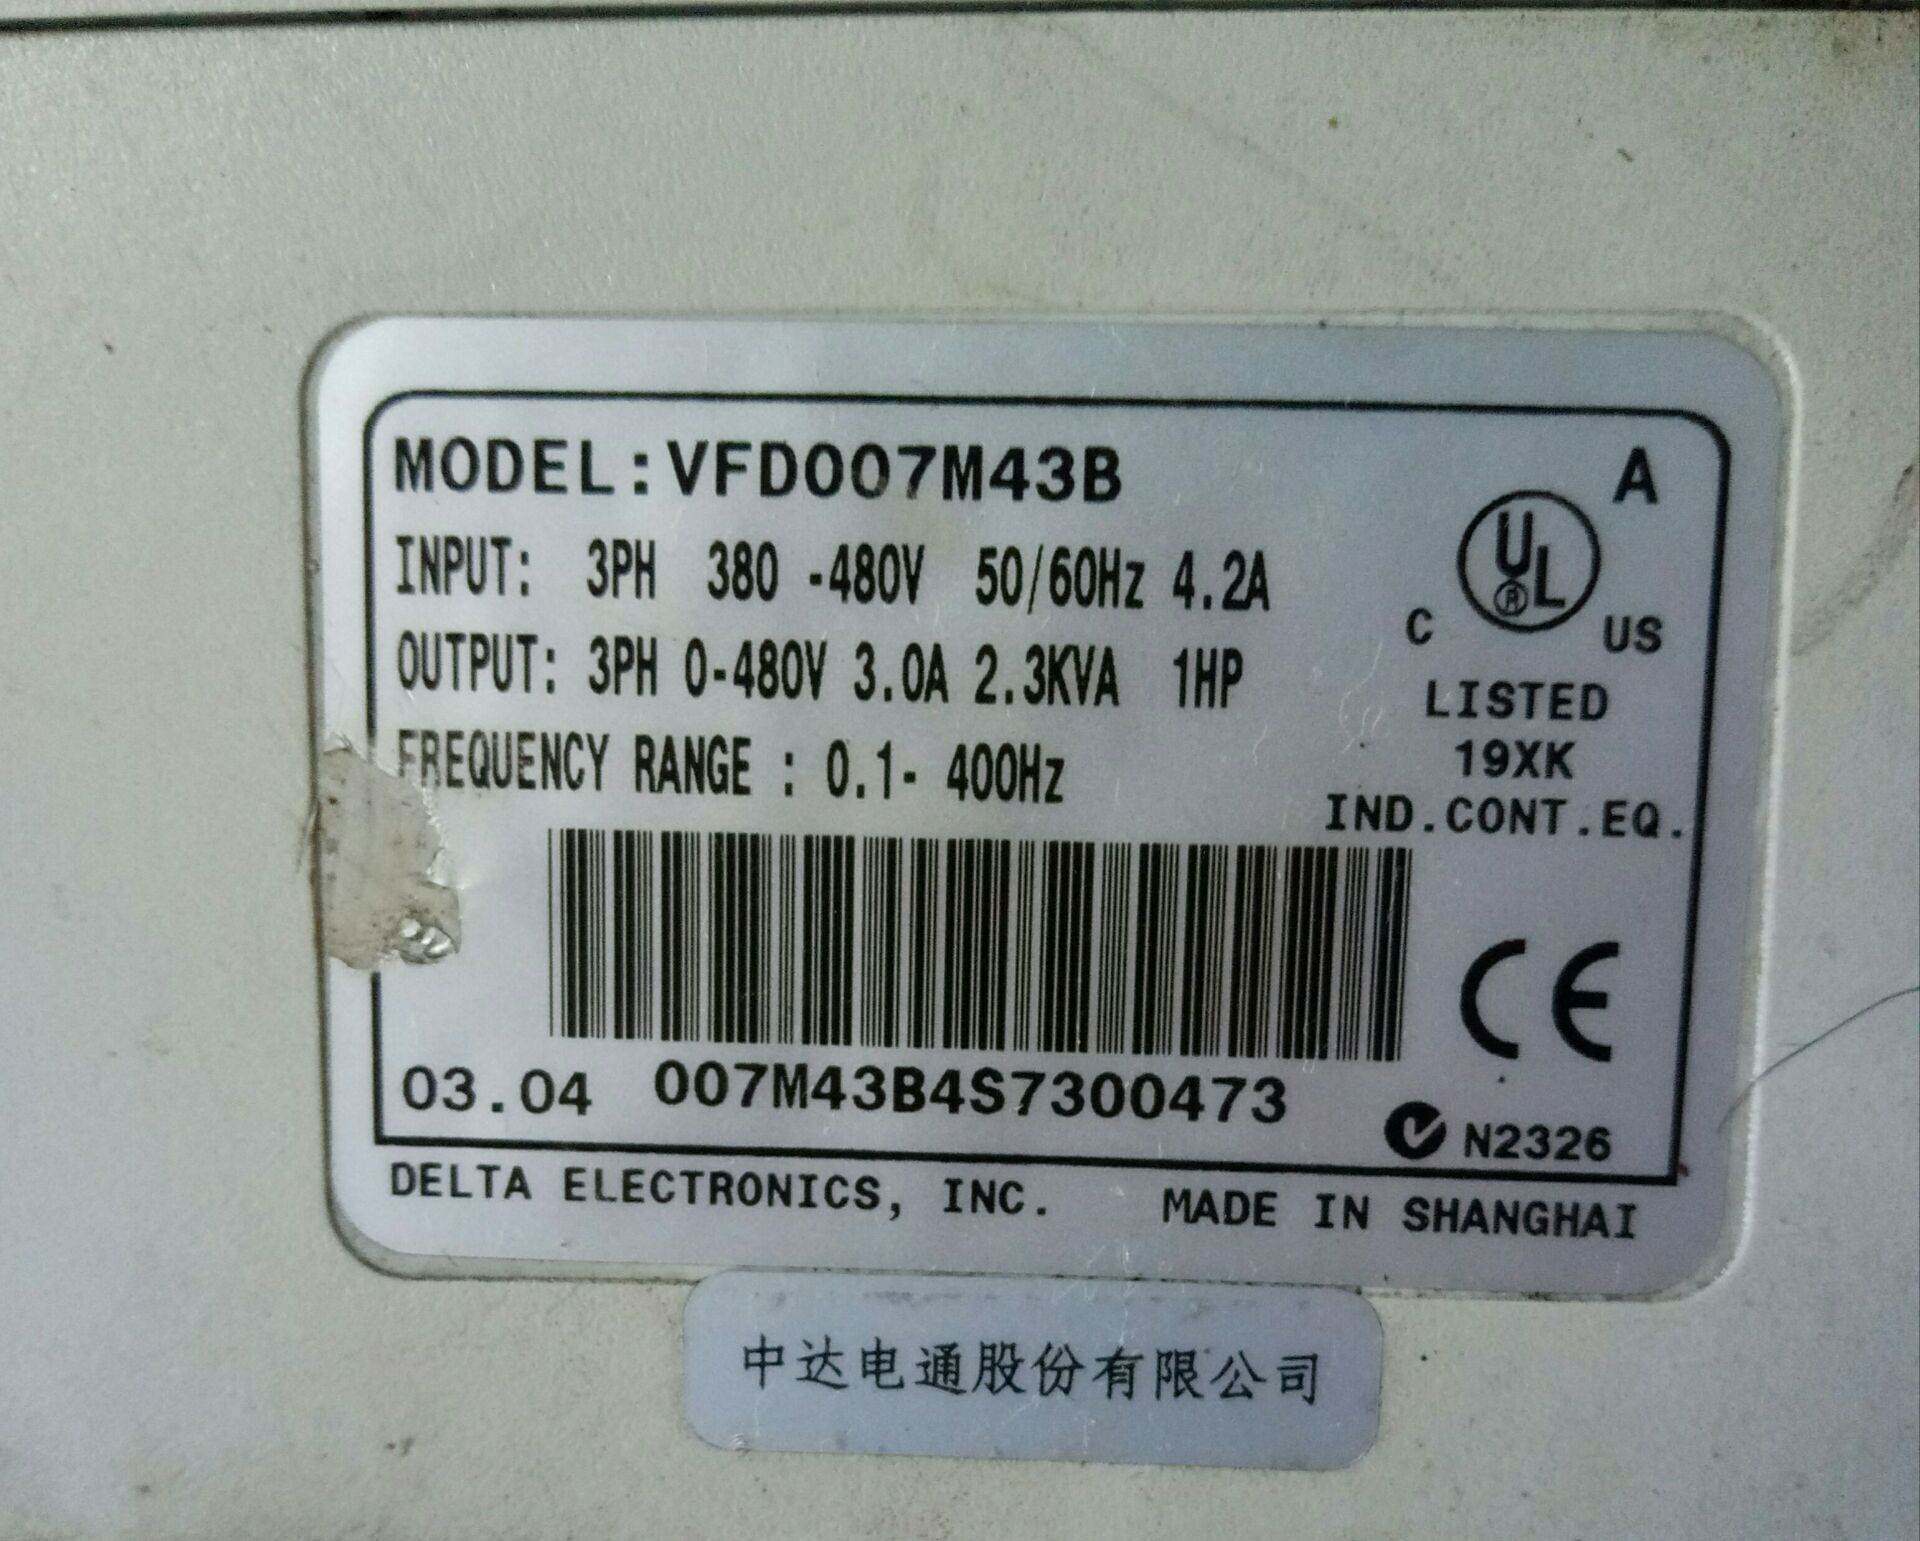 MODEL:VFD007M43B A
INPUT: 3PH 380 -480V 50/60Hz 4.2A
UL®
C US
OUTPUT: 3PH 0-480V 3.0A 2.3KVA 1HP
LISTED
19XK
FREQUENCY RANGE : 0.1- 400Hz
IND.CONT.EQ.
CE
03.04 007M43B4S7300473
N2326
DELTA ELECTRONICS, INC. MADE IN SHANGHAI
中达电通股份有限公司